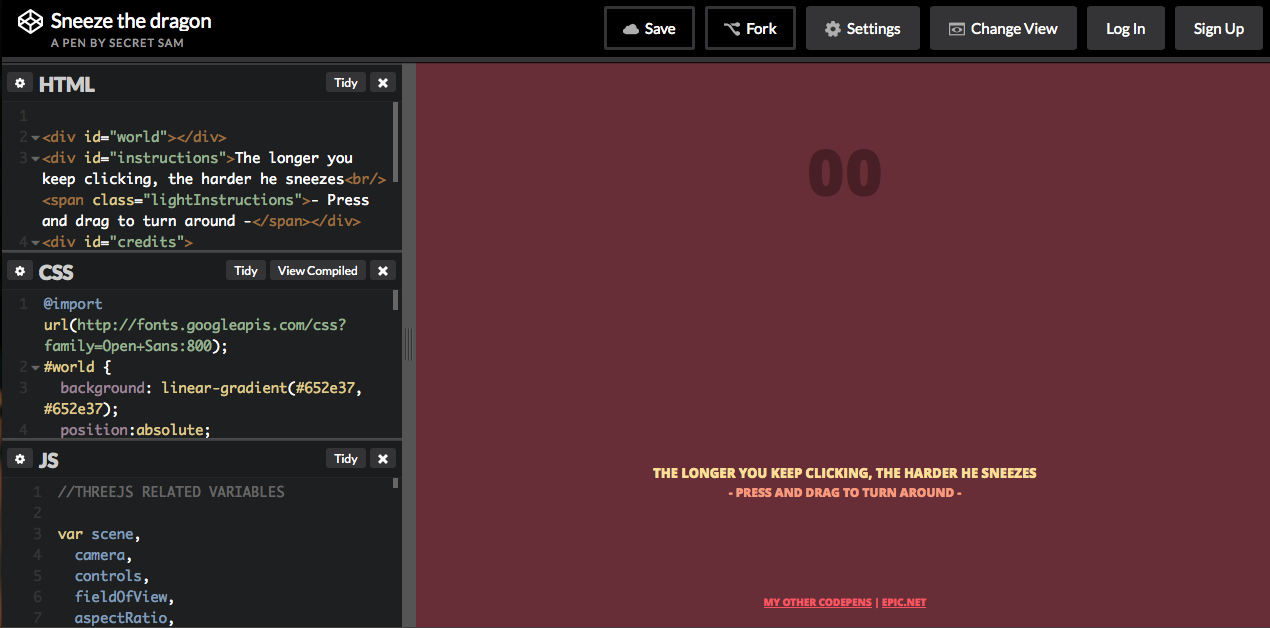 Sneeze the dragon
A PEN BY SECRET SAM
Save
Fork
Settings
Change View
Log In
Sign Up
HTML
Tidy
1
2 <div id="world"></div>
3 <div id="instructions">The longer you
keep clicking, the harder he sneezes<br/>
<span class="lightInstructions">- Press
and drag to turn around -</span></div>
4 <div id="credits">
CSS
Tidy
View Compiled
1 @import
url(http://fonts.googleapis.com/css?
family=Open+Sans:800);
2 #world {
3 background: linear-gradient(#652e37,
#652e37);
4 position:absolute;
JS
Tidy
1 //THREEJS RELATED VARIABLES
2
3 var scene,
4 camera,
5 controls,
6 fieldOfView,
7 aspectRatio,
00
THE LONGER YOU KEEP CLICKING, THE HARDER HE SNEEZES
- PRESS AND DRAG TO TURN AROUND -
MY OTHER CODEPENS | EPIC.NET